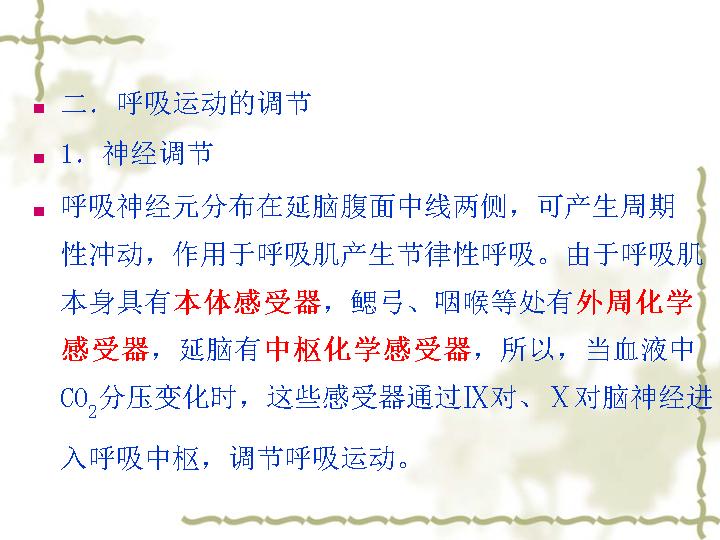 二．呼吸运动的调节
1．神经调节
呼吸神经元分布在延脑腹面中线两侧，可产生周期
性冲动，作用于呼吸肌产生节律性呼吸。由于呼吸肌
本身具有本体感受器，鳃弓、咽喉等处有外周化学
感受器，延脑有中枢化学感受器，所以，当血液中
CO2分压变化时，这些感受器通过Ⅸ对、Ⅹ对脑神经进
入呼吸中枢，调节呼吸运动。